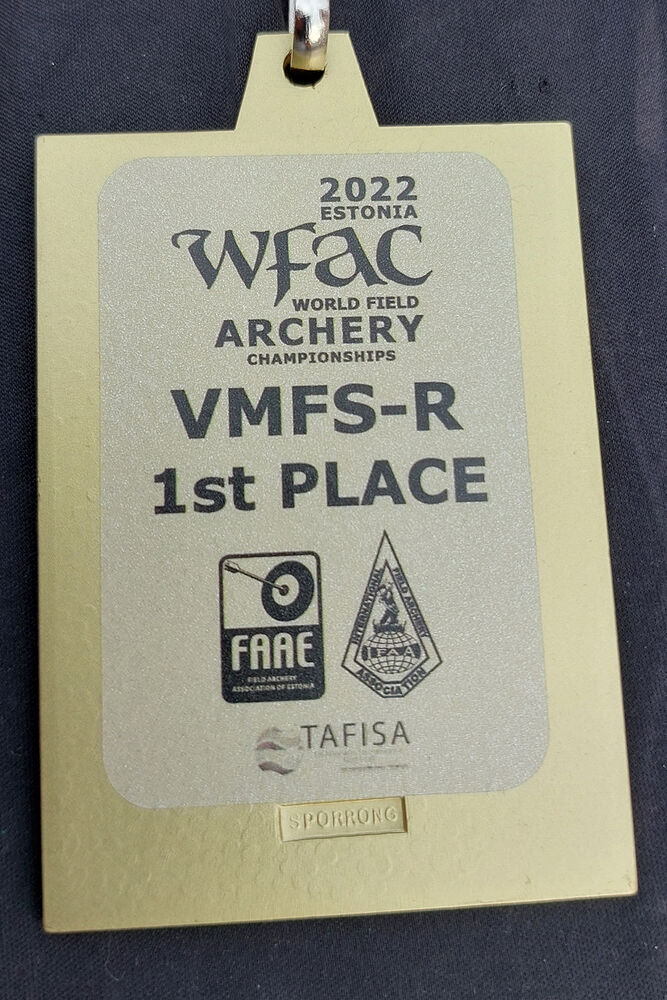 2022
ESTONIA
wfac
WORLD FIELD
ARCHERY
CHAMPIONSHIPS
VMFS-R
1st PLACE
FAAE
FIELD ARCHERY
ASSOCIATION OF ESTONIA
INTERNATIONAL
FIELD ARCHERY
IFAA
ASSOCIATION
TAFISA
SPORRONG